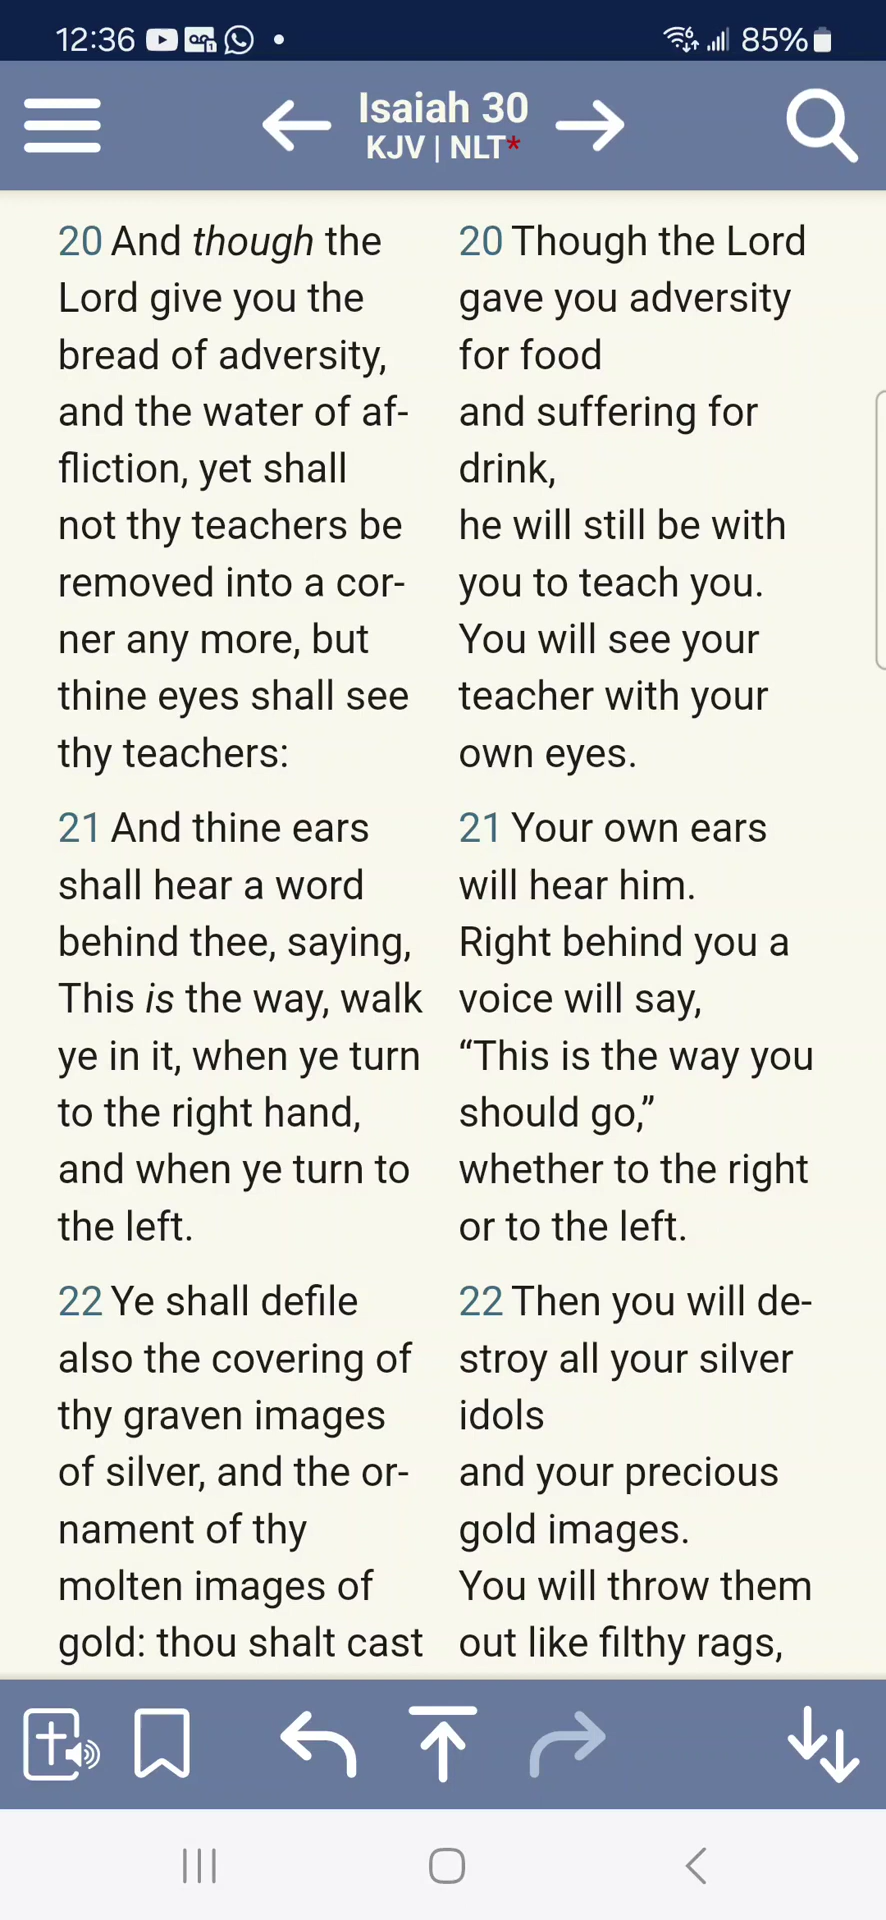 12:36
85%
Isaiah 30
KJV | NLT*
20 And though the
Lord give you the
bread of adversity,
and the water of af-
fliction, yet shall
not thy teachers be
removed into a cor-
ner any more, but
thine eyes shall see
thy teachers:
21 And thine ears
shall hear a word
behind thee, saying,
This is the way, walk
ye in it, when ye turn
to the right hand,
and when ye turn to
the left.
22 Ye shall defile
also the covering of
thy graven images
of silver, and the or-
nament of thy
molten images of
gold: thou shalt cast
20 Though the Lord
gave you adversity
for food
and suffering for
drink,
he will still be with
you to teach you.
You will see your
teacher with your
own eyes.
21 Your own ears
will hear him.
Right behind you a
voice will say,
“This is the way you
should go,”
whether to the right
or to the left.
22 Then you will de-
stroy all your silver
idols
and your precious
gold images.
You will throw them
out like filthy rags,